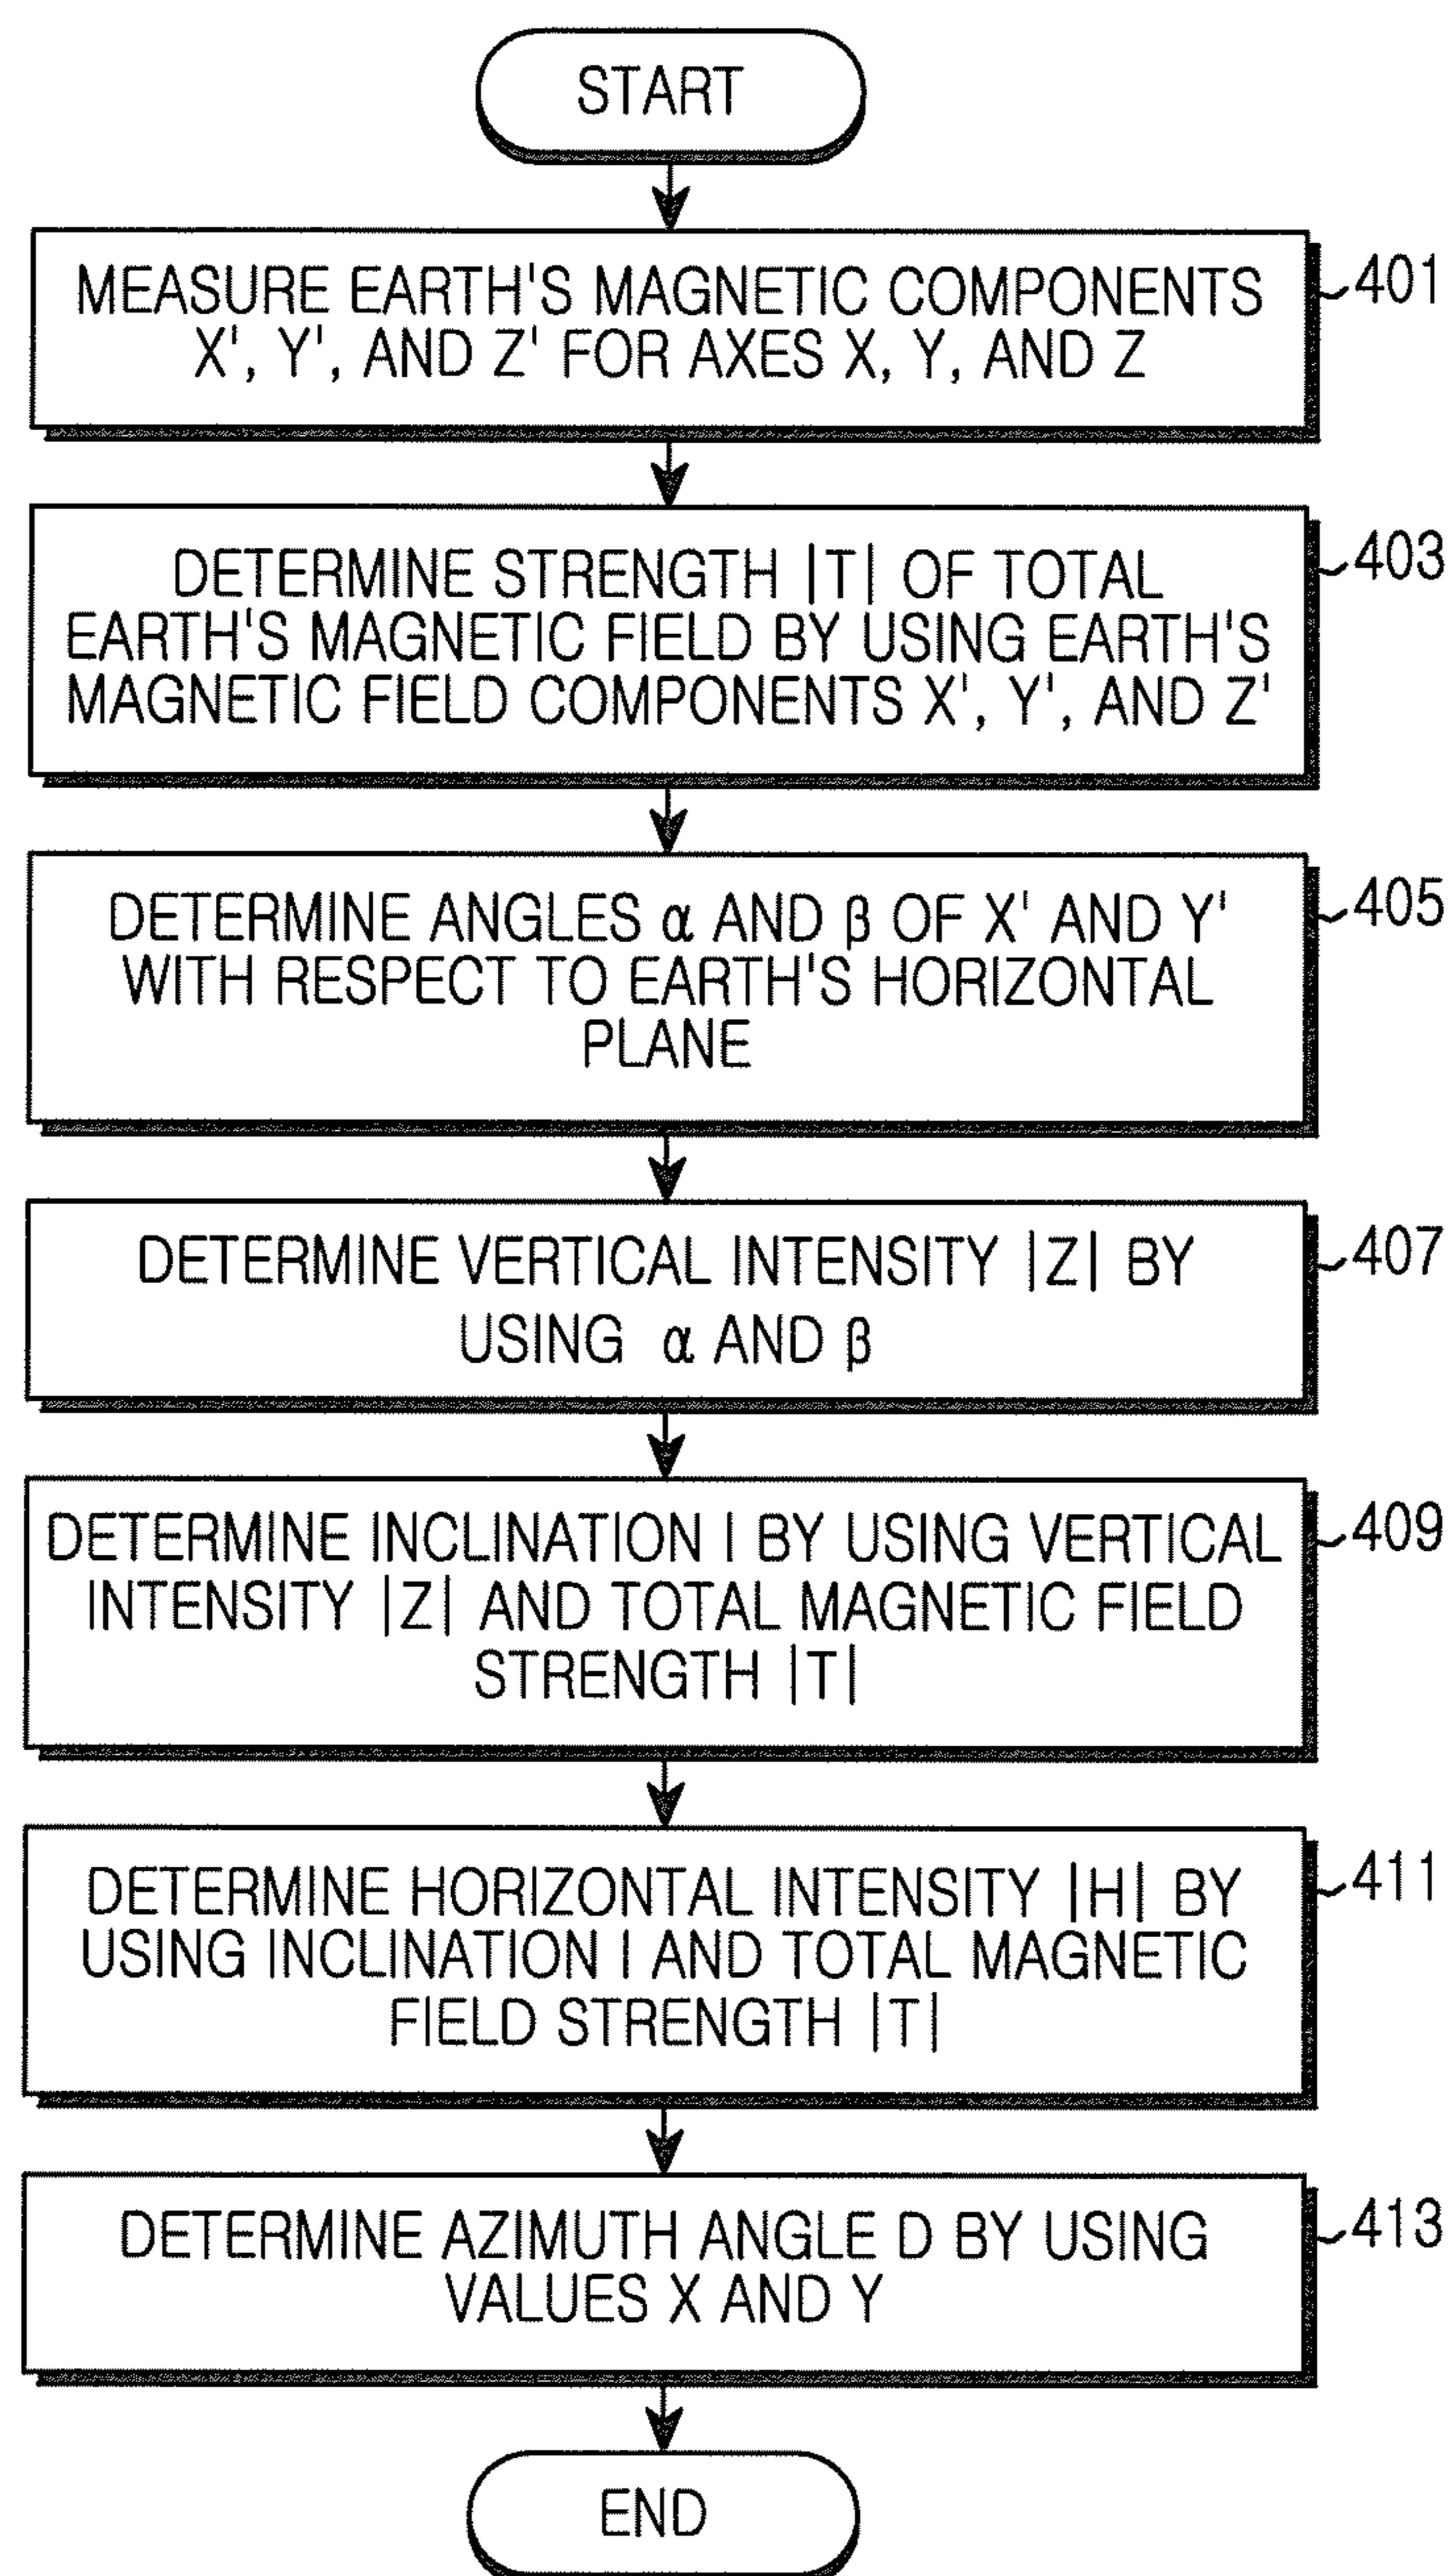 START
MEASURE EARTH'S MAGNETIC COMPONENTS
X', Y', AND Z' FOR AXES X, Y, AND Z
401
DETERMINE STRENGTH |T| OF TOTAL
EARTH'S MAGNETIC FIELD BY USING EARTH'S
MAGNETIC FIELD COMPONENTS X', Y', AND Z'
403
DETERMINE ANGLES α AND β OF X' AND Y'
WITH RESPECT TO EARTH'S HORIZONTAL
PLANE
405
DETERMINE VERTICAL INTENSITY |Z| BY
USING α AND β
407
DETERMINE INCLINATION I BY USING VERTICAL
INTENSITY |Z| AND TOTAL MAGNETIC FIELD
STRENGTH |T|
409
DETERMINE HORIZONTAL INTENSITY |H| BY
USING INCLINATION I AND TOTAL MAGNETIC
FIELD STRENGTH |T|
411
DETERMINE AZIMUTH ANGLE D BY USING
VALUES X AND Y
413
END